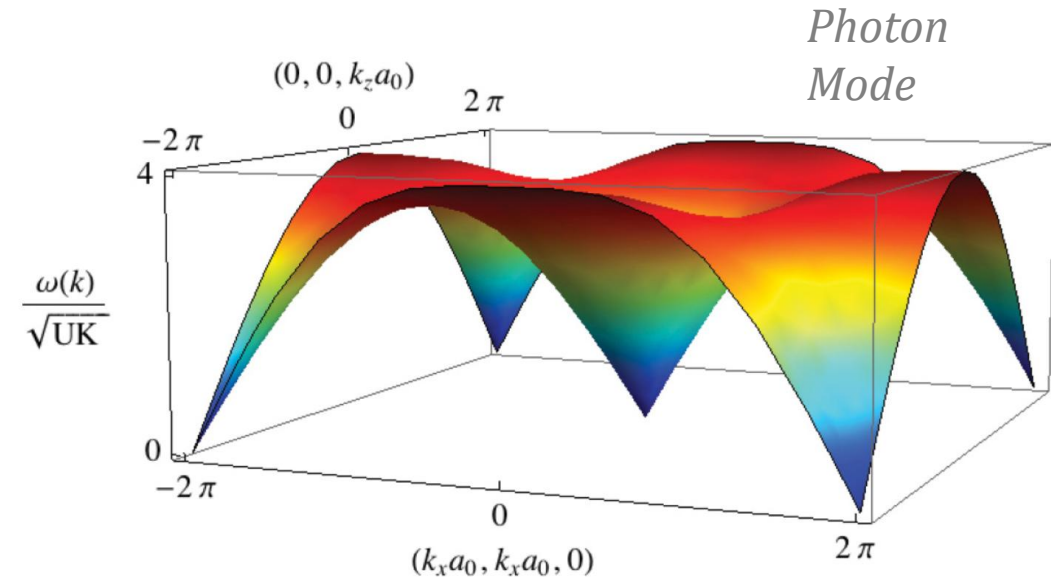 Photon
Mode
(0, 0, k_z a_0)
−2 π
0
2 π
4
ω(k)
√UK
0
−2 π
0
2 π
(k_x a_0, k_x a_0, 0)